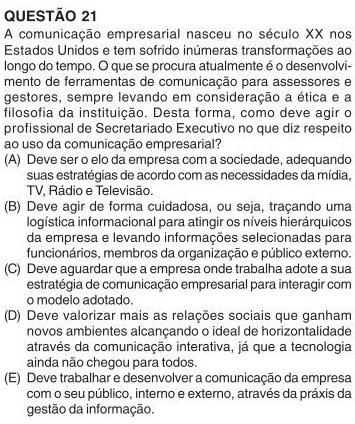 QUESTÃO 21
A comunicação empresarial nasceu no século XX nos
Estados Unidos e tem sofrido inúmeras transformações ao
longo do tempo. O que se procura atualmente é o desenvolvi-
mento de ferramentas de comunicação para assessores e
gestores, sempre levando em consideração a ética e a
filosofia da instituição. Desta forma, como deve agir o
profissional de Secretariado Executivo no que diz respeito
ao uso da comunicação empresarial?
(A) Deve ser o elo da empresa com a sociedade, adequando
suas estratégias de acordo com as necessidades da mídia,
TV, Rádio e Televisão.
(B) Deve agir de forma cuidadosa, ou seja, traçando uma
logística informacional para atingir os níveis hierárquicos
da empresa e levando informações selecionadas para
funcionários, membros da organização e público externo.
(C) Deve aguardar que a empresa onde trabalha adote a sua
estratégia de comunicação empresarial para interagir com
o modelo adotado.
(D) Deve valorizar mais as relações sociais que ganham
novos ambientes alcançando o ideal de horizontalidade
através da comunicação interativa, já que a tecnologia
ainda não chegou para todos.
(E) Deve trabalhar e desenvolver a comunicação da empresa
com o seu público, interno e externo, através da práxis da
gestão da informação.